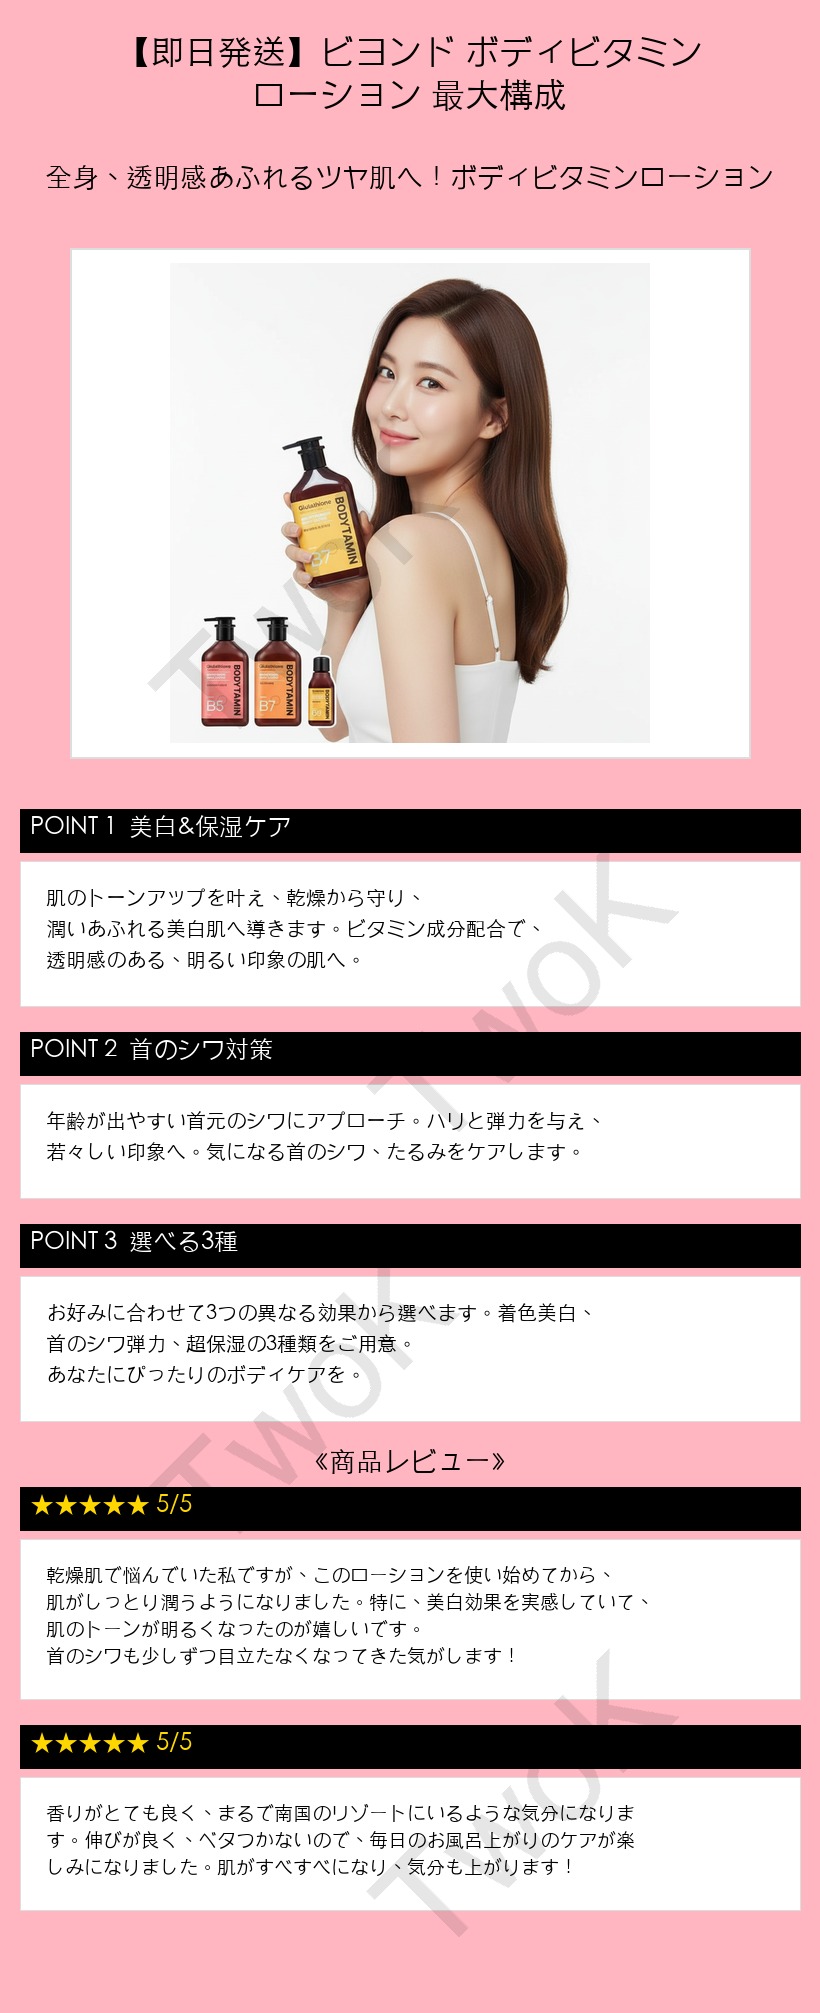 【即日発送】ビヨンド ボディビタミン
ローション 最大構成
全身、透明感あふれるツヤ肌へ！ボディビタミンローション
Glutathione
BODYTAMIN
B7
Glutathione
BODYTAMIN
B5
Glutathione
BODYTAMIN
B7
BODYTAMIN
TwoK
POINT 1 美白&保湿ケア
肌のトーンアップを叶え、乾燥から守り、
潤いあふれる美白肌へ導きます。ビタミン成分配合で、
透明感のある、明るい印象の肌へ。
TwoK
POINT 2 首のシワ対策
年齢が出やすい首元のシワにアプローチ。ハリと弾力を与え、
若々しい印象へ。気になる首のシワ、たるみをケアします。
POINT 3 選べる3種
お好みに合わせて3つの異なる効果から選べます。着色美白、
首のシワ弾力、超保湿の3種類をご用意。
あなたにぴったりのボディケアを。
TwoK
《商品レビュー》
★★★★★ 5/5
乾燥肌で悩んでいた私ですが、このローションを使い始めてから、
肌がしっとり潤うようになりました。特に、美白効果を実感していて、
肌のトーンが明るくなったのが嬉しいです。
首のシワも少しずつ目立たなくなってきた気がします！
★★★★★ 5/5
香りがとても良く、まるで南国のリゾートにいるような気分になりま
す。伸びが良く、ベタつかないので、毎日のお風呂上がりのケアが楽
しみになりました。肌がすべすべになり、気分も上がります！
TwoK